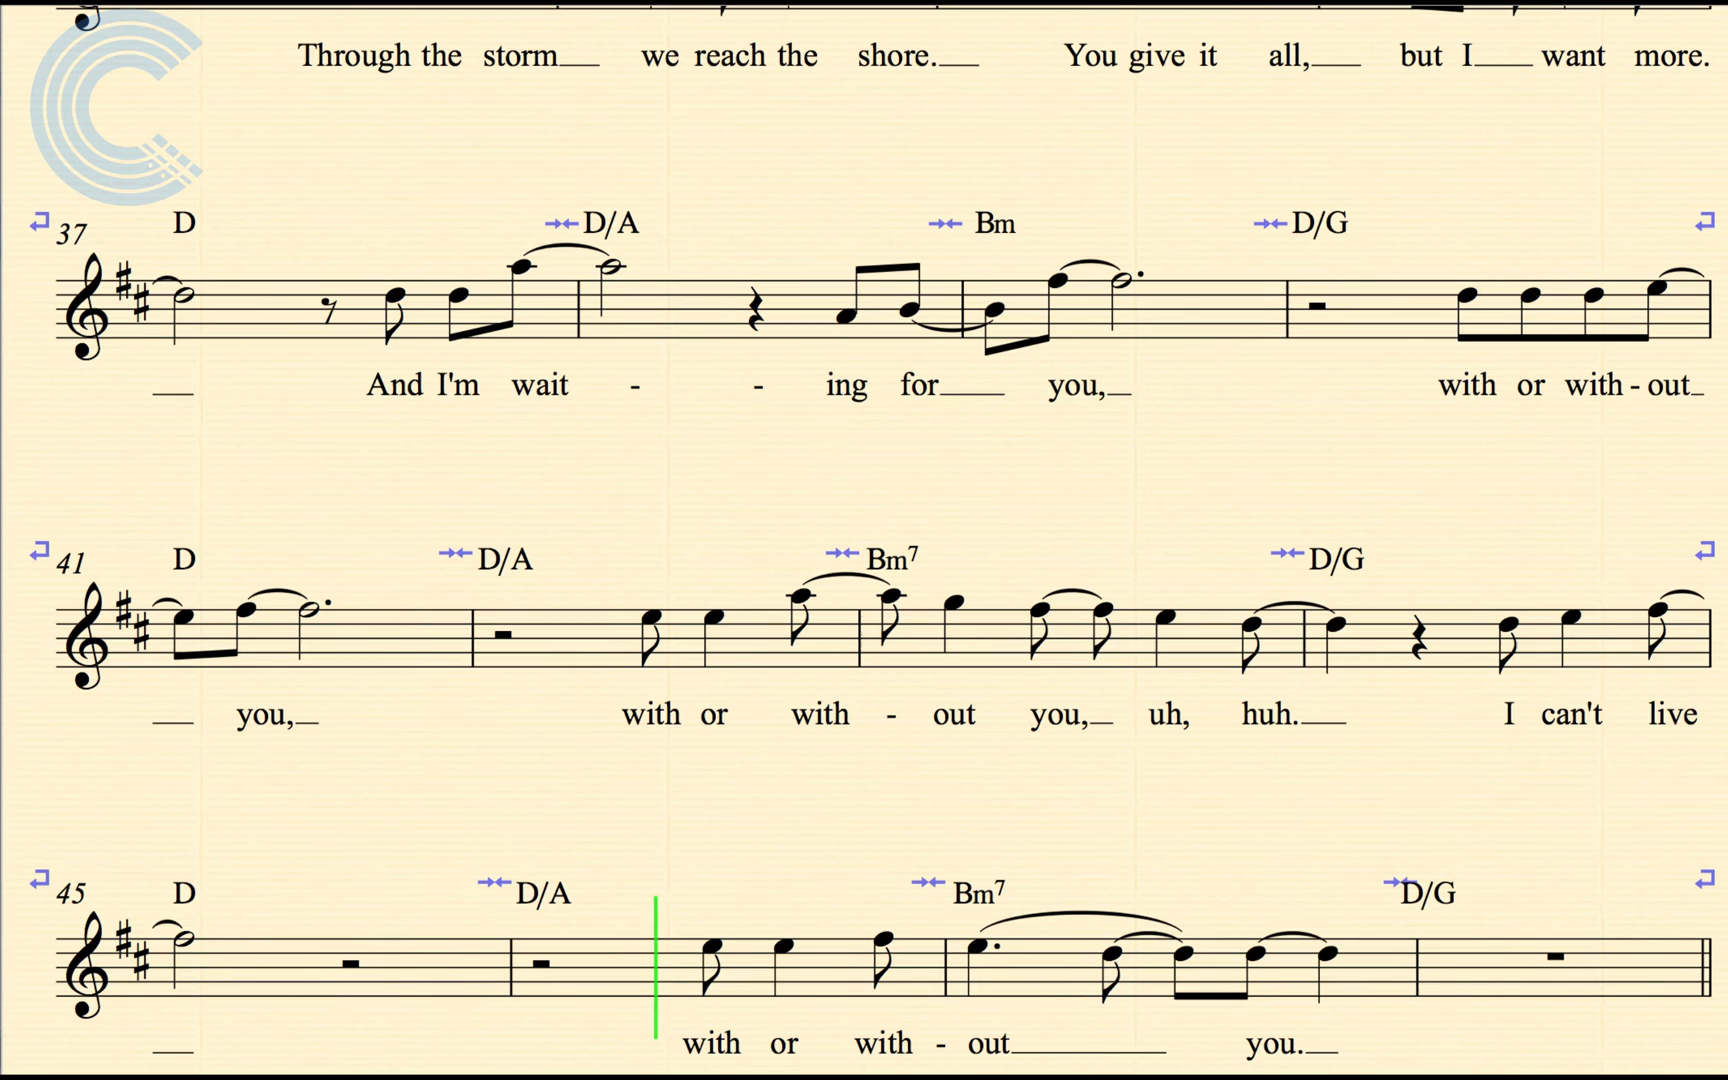 Through the storm__ we reach the shore.__ You give it all,__ but I__ want more.
37 D D/A Bm D/G
__ And I'm wait - - ing for__ you,__ with or with - out_
41 D D/A Bm7 D/G
__ you,__ with or with - out you,__ uh, huh.__ I can't live
45 D D/A Bm7 D/G
__ with or with - out__ you.__